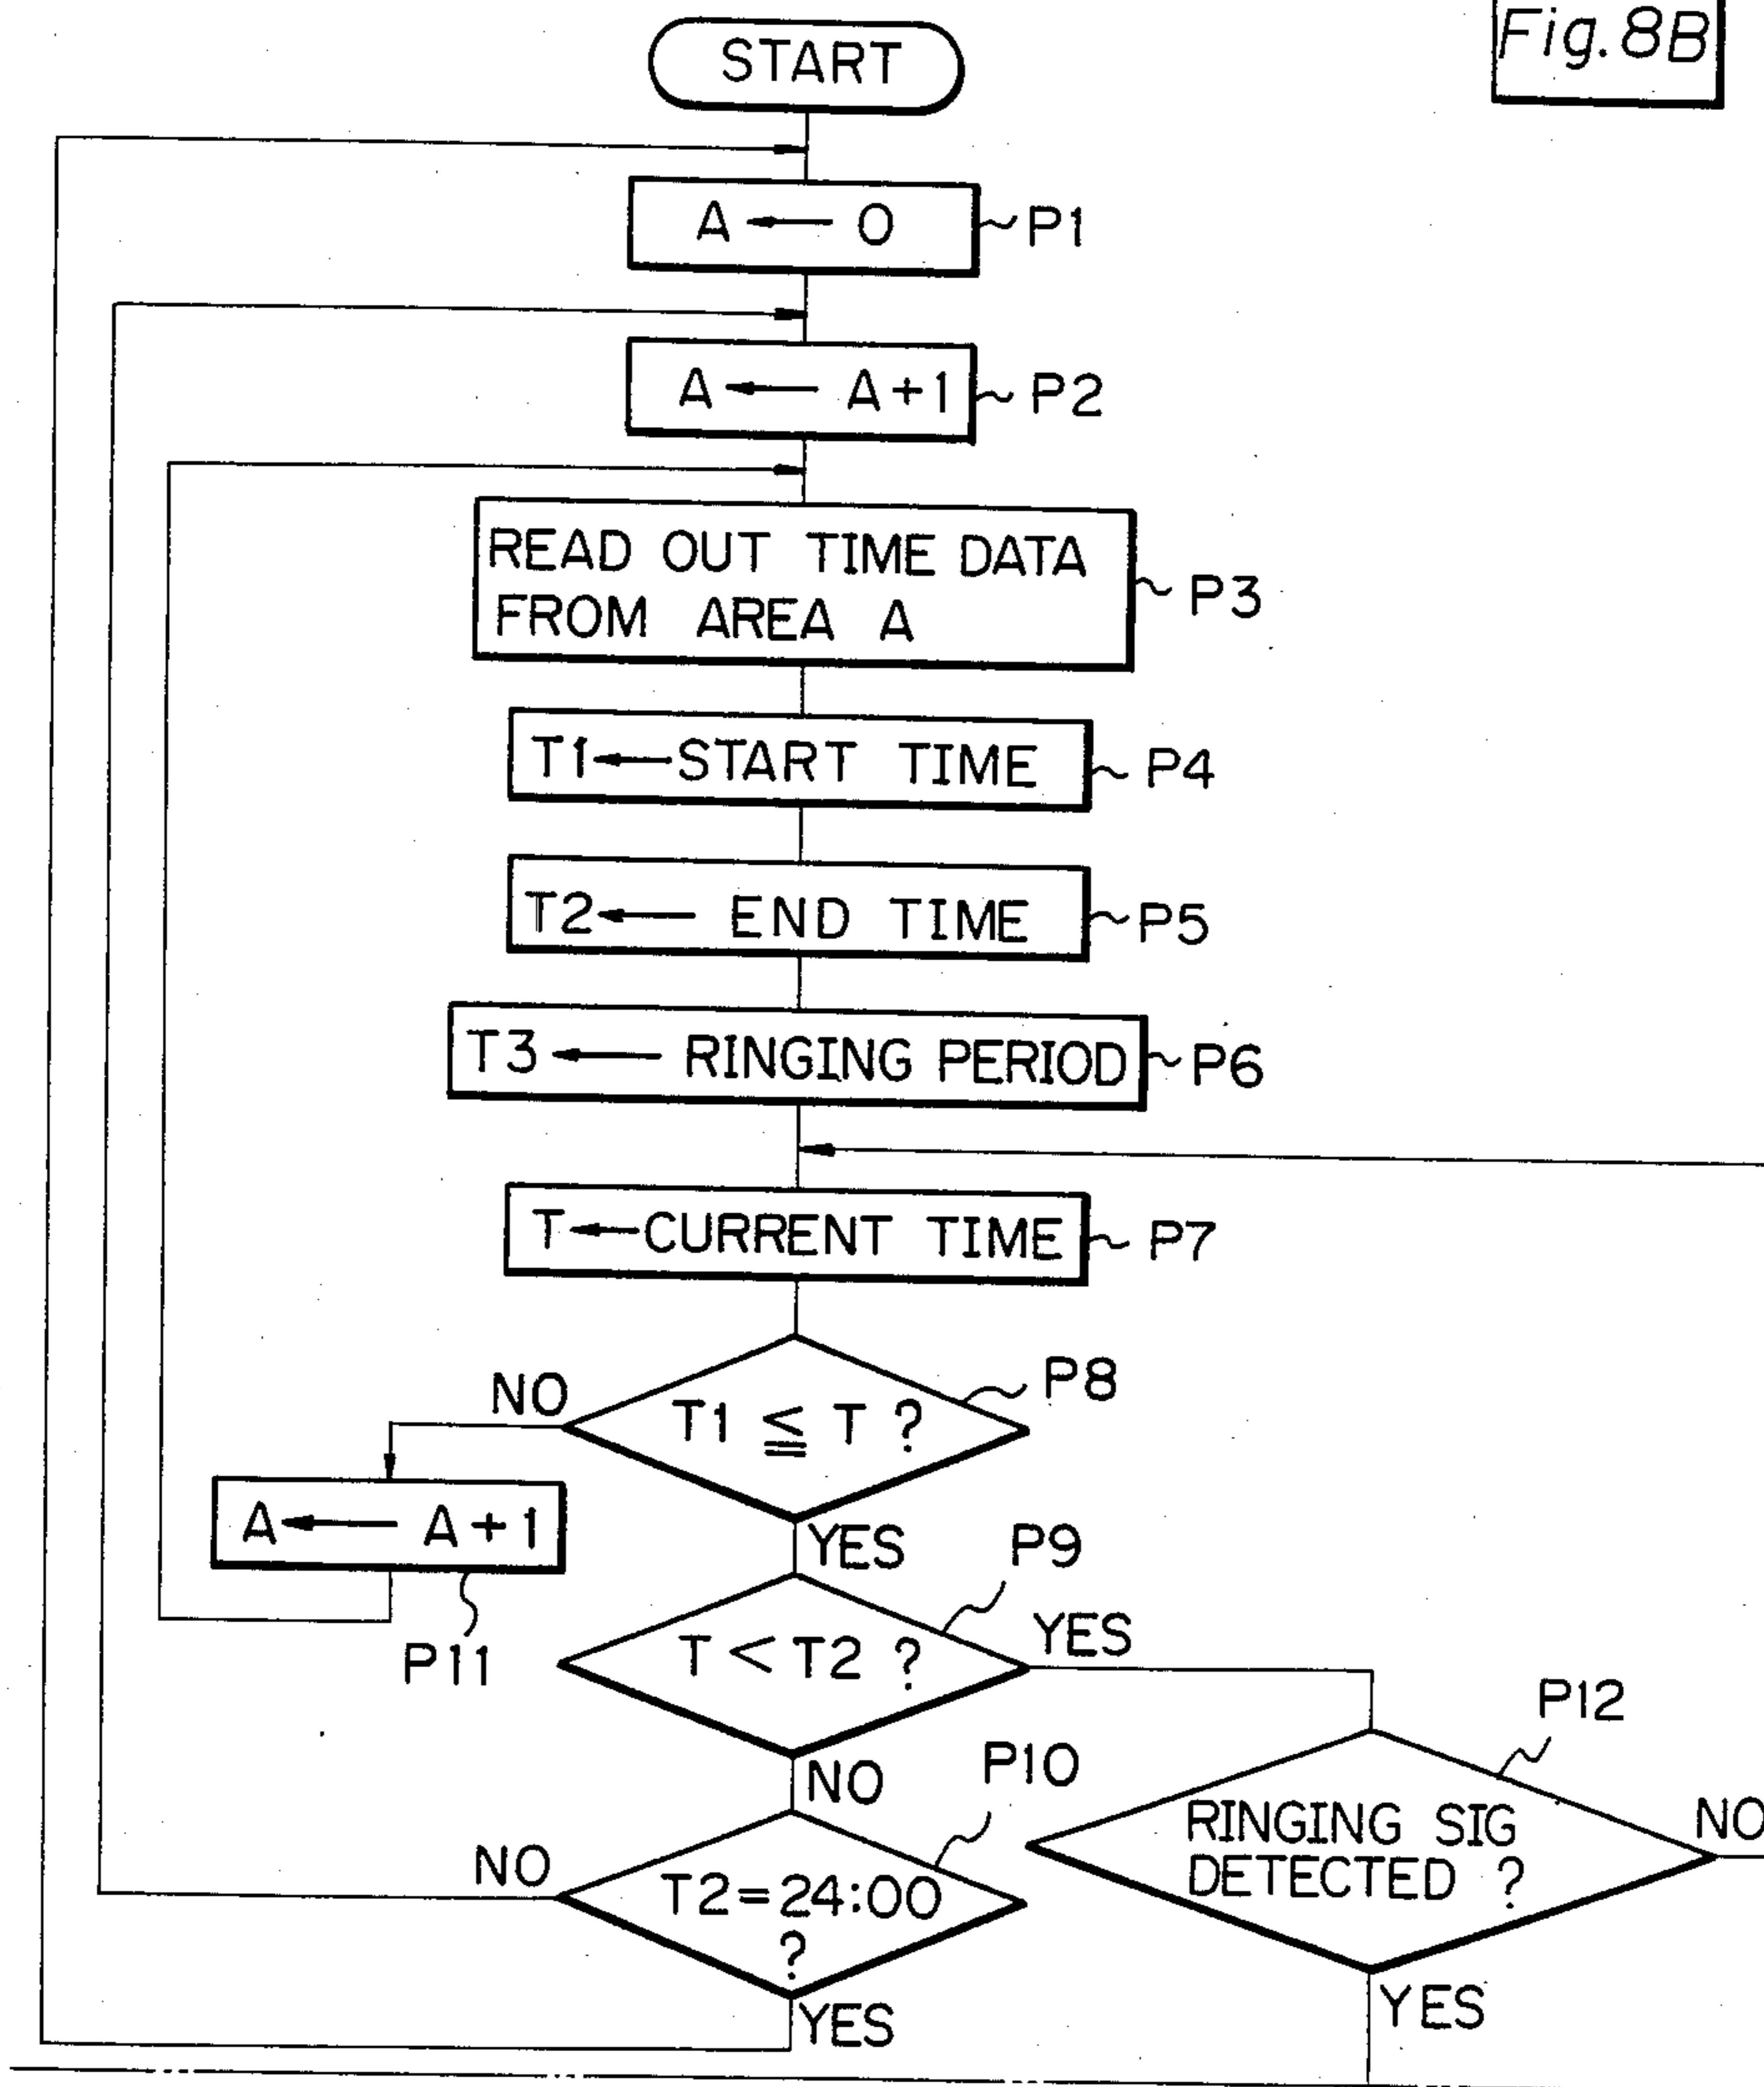 Fig. 8B
START
A ← 0
P1
A ← A+1
P2
READ OUT TIME DATA
FROM AREA A
P3
T1 ← START TIME
P4
T2 ← END TIME
P5
T3 ← RINGING PERIOD
P6
T ← CURRENT TIME
P7
NO
T1 ≦ T ?
P8
A ← A+1
P11
YES
P9
T < T2 ?
YES
P12
NO
P10
RINGING SIG
DETECTED ?
NO
NO
T2=24:00
?
YES
YES